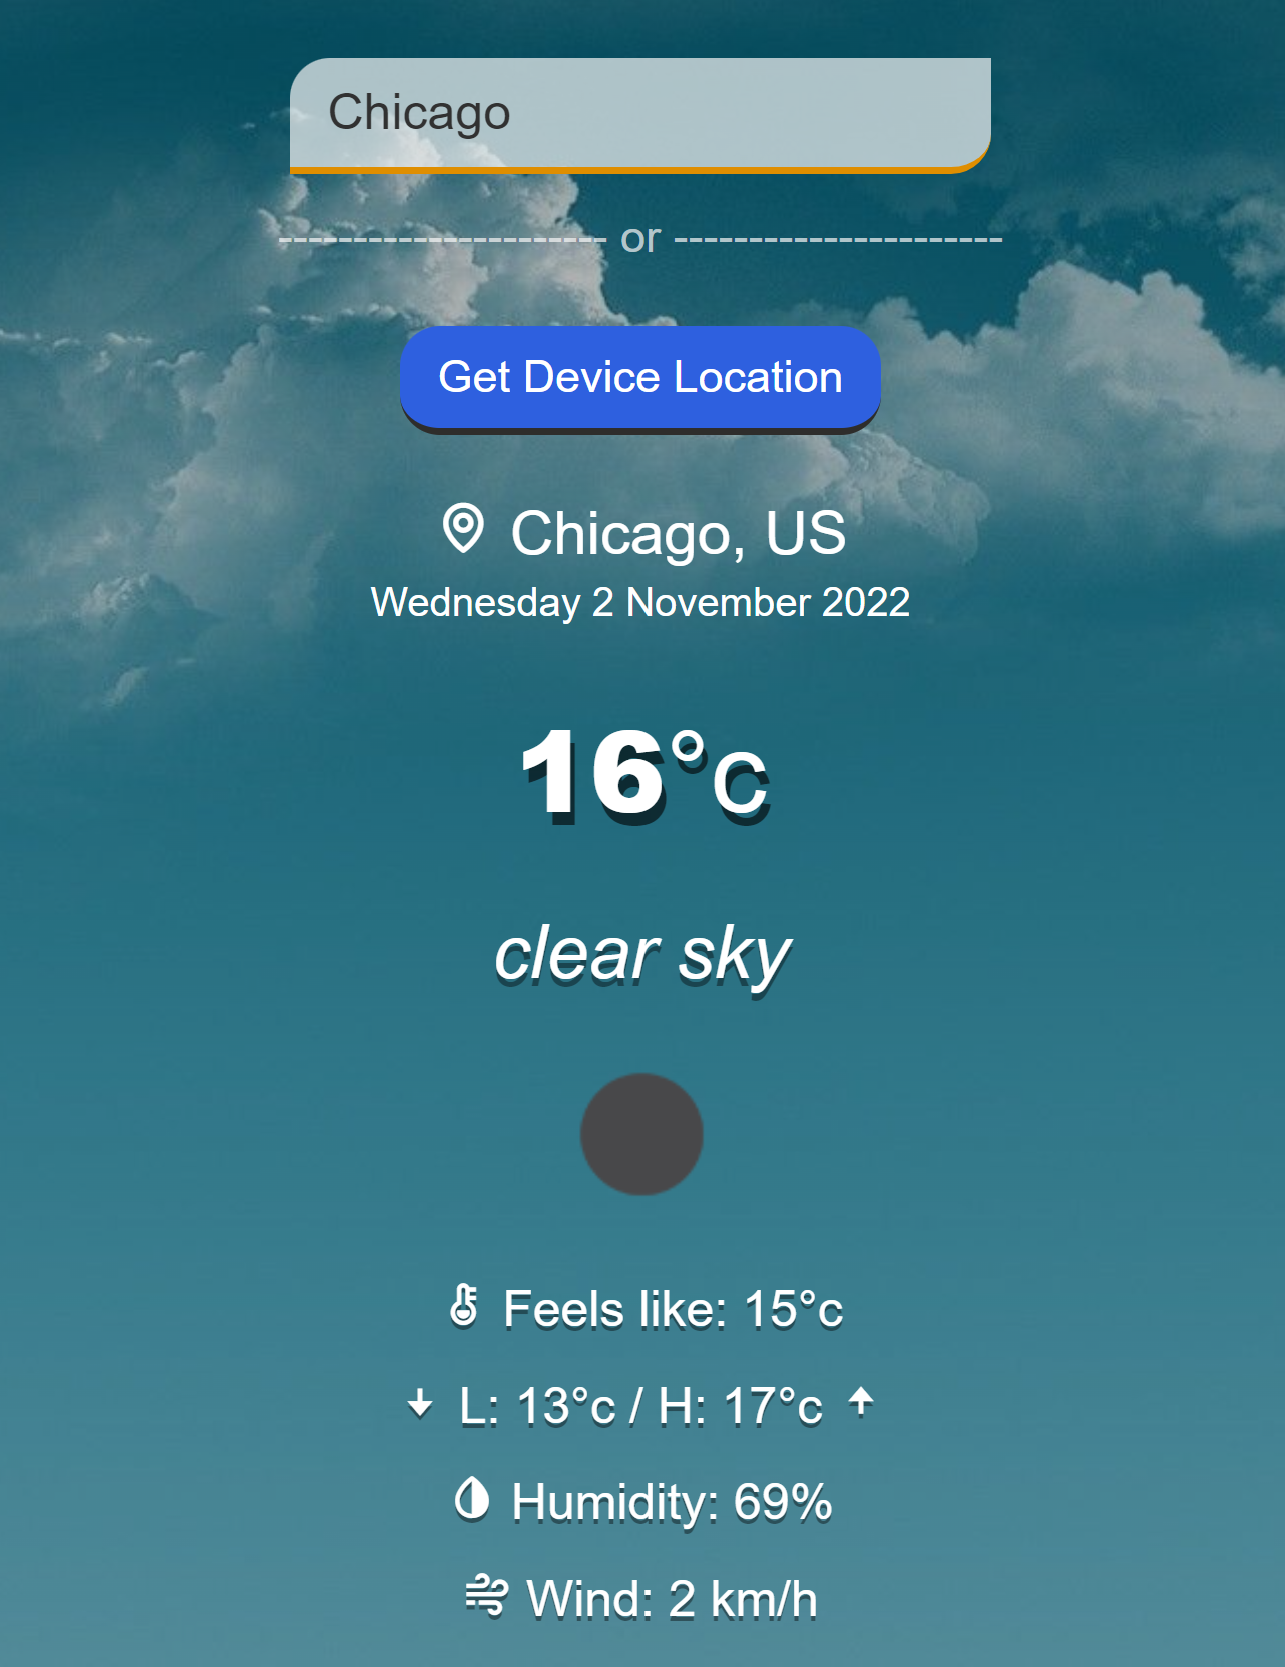 Chicago
---------------------- or ----------------------
Get Device Location
Chicago, US
Wednesday 2 November 2022
16°c
clear sky
Feels like: 15°c
L: 13°c / H: 17°c
Humidity: 69%
Wind: 2 km/h